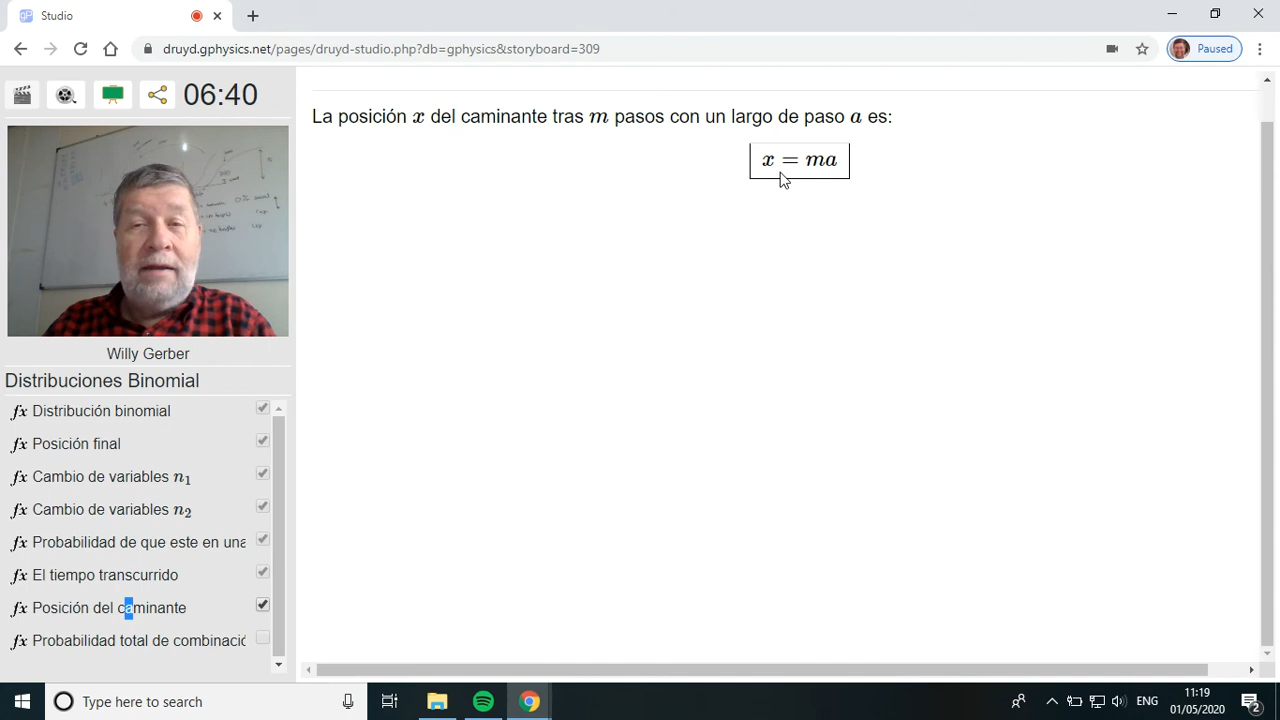 Studio
druyd.gphysics.net/pages/druyd-studio.php?db=gphysics&storyboard=309
Paused
06:40
Willy Gerber
Distribuciones Binomial
fx Distribución binomial
fx Posición final
fx Cambio de variables n₁
fx Cambio de variables n₂
fx Probabilidad de que este en una
fx El tiempo transcurrido
fx Posición del caminante
fx Probabilidad total de combinació
La posición x del caminante tras m pasos con un largo de paso a es:
x = ma
Type here to search
ENG
11:19
01/05/2020
2